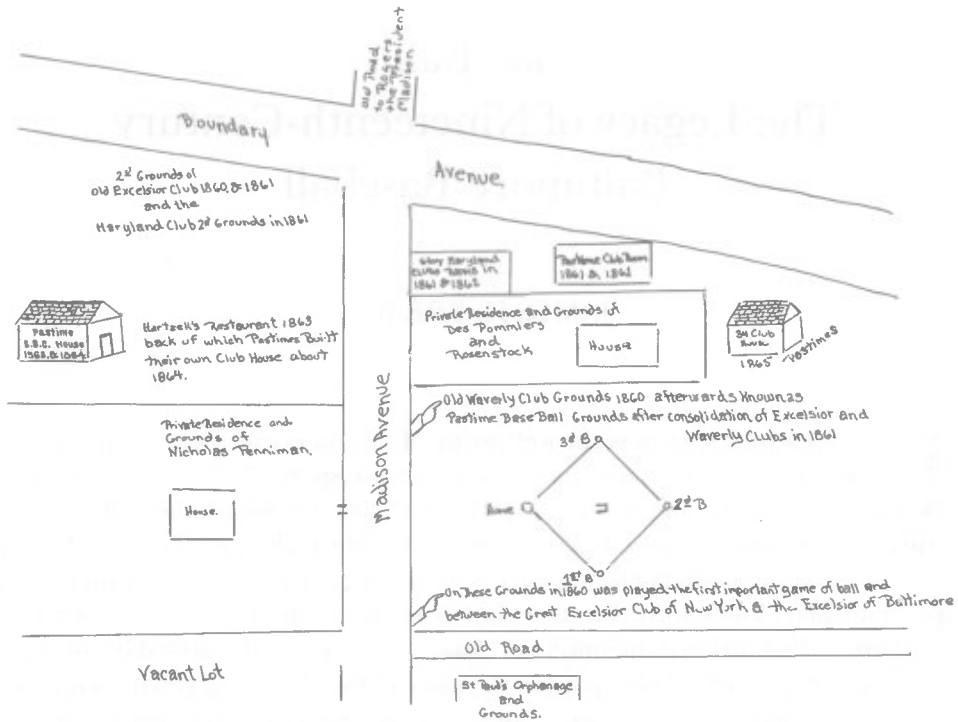 Old Road
to Rogers
the President
Madison
Boundary
Avenue
2d Grounds of
Old Excelsior Club 1860, & 1861
and the
Maryland Club 2d Grounds in 1861
Maryland
in
1861 & 1862
Pastime Club Room
1861 & 1862
Private Residence and Grounds of
Des Pommiers
and
Rosenstock
House
3d Club
House
1865 Pastimes
Pastime
B.B.C. House
Hartzell's Restaurant 1863
back of which Pastimes Built
their own Club House about
1864.
Madison Avenue
Old Waverly Club Grounds 1860 afterwards Known as
Pastime Base Ball Grounds after consolidation of Excelsior and
Waverly Clubs in 1861
Private Residence and
Grounds of
Nicholas Penniman.
House.
3d B
Home
2d B
1st B
On These Grounds in 1860 was played the first important game of ball and
between the Great Excelsior Club of New York & the Excelsior of Baltimore
Old Road
Vacant Lot
St Paul's Orphanage
and
Grounds.